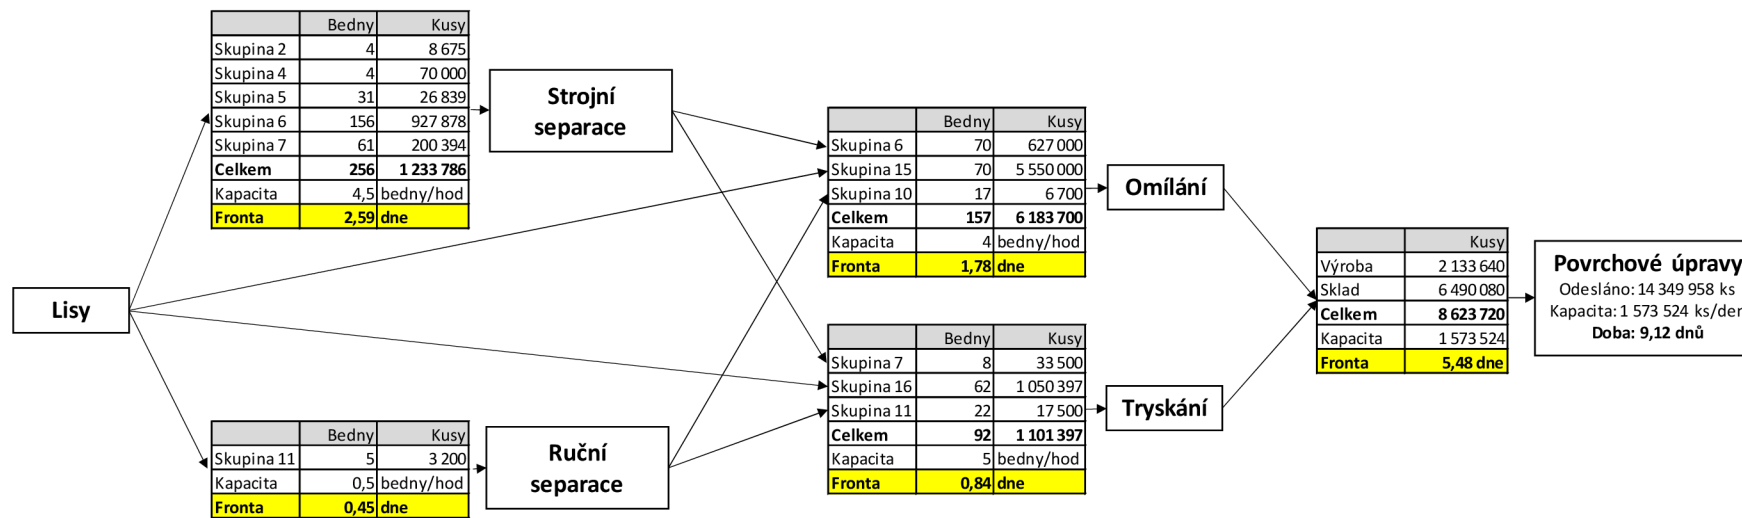 Lisy
Bedny Kusy
Skupina 2 4 8 675
Skupina 4 4 70 000
Skupina 5 31 26 839
Skupina 6 156 927 878
Skupina 7 61 200 394
Celkem 256 1 233 786
Kapacita 4,5 bedny/hod
Fronta 2,59 dne
Strojní
separace
Bedny Kusy
Skupina 11 5 3 200
Kapacita 0,5 bedny/hod
Fronta 0,45 dne
Ruční
separace
Bedny Kusy
Skupina 6 70 627 000
Skupina 15 70 5 550 000
Skupina 10 17 6 700
Celkem 157 6 183 700
Kapacita 4 bedny/hod
Fronta 1,78 dne
Omílání
Bedny Kusy
Skupina 7 8 33 500
Skupina 16 62 1 050 397
Skupina 11 22 17 500
Celkem 92 1 101 397
Kapacita 5 bedny/hod
Fronta 0,84 dne
Tryskání
Kusy
Výroba 2 133 640
Sklad 6 490 080
Celkem 8 623 720
Kapacita 1 573 524
Fronta 5,48 dne
Povrchové úpravy
Odesláno: 14 349 958 ks
Kapacita: 1 573 524 ks/den
Doba: 9,12 dnů